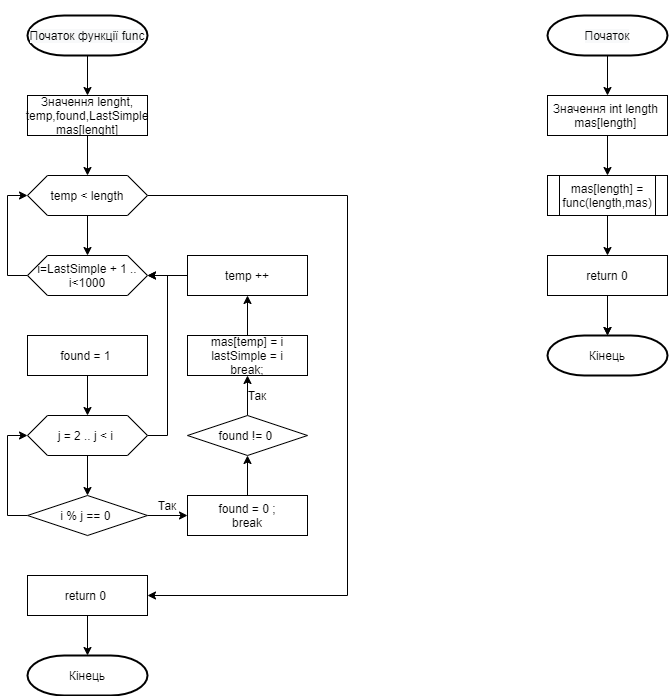 Початок функції func
Значення lenght,
temp,found,LastSimple
mas[lenght]
temp < length
i=LastSimple + 1 ..
i<1000
temp ++
found = 1
mas[temp] = i
lastSimple = i
break;
Так
j = 2 .. j < i
found != 0
i % j == 0
Так
found = 0 ;
break
return 0
Кінець
Початок
Значення int length
mas[length]
mas[length] =
func(length,mas)
return 0
Кінець